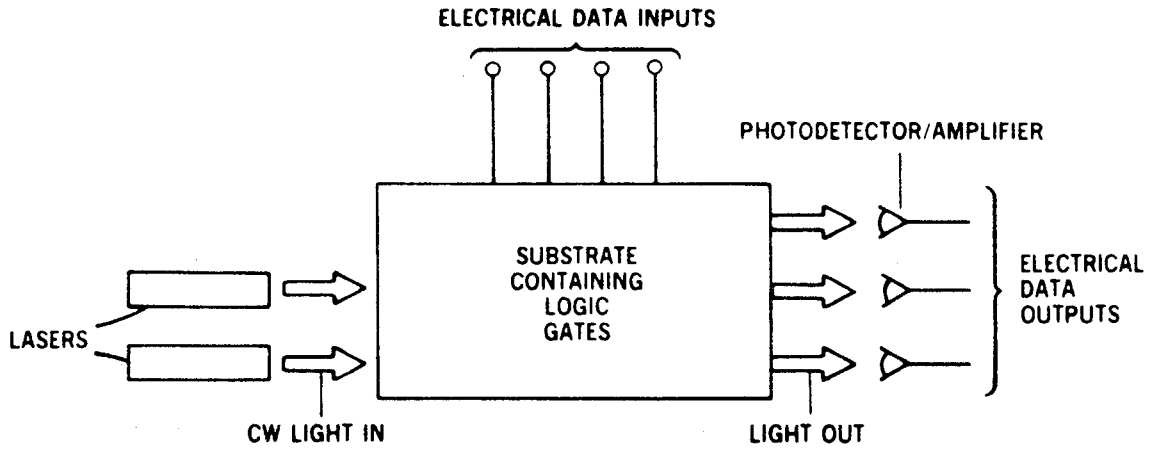 ELECTRICAL DATA INPUTS
PHOTODETECTOR/AMPLIFIER
SUBSTRATE
CONTAINING
LOGIC
GATES
ELECTRICAL
DATA
OUTPUTS
LASERS
CW LIGHT IN
LIGHT OUT